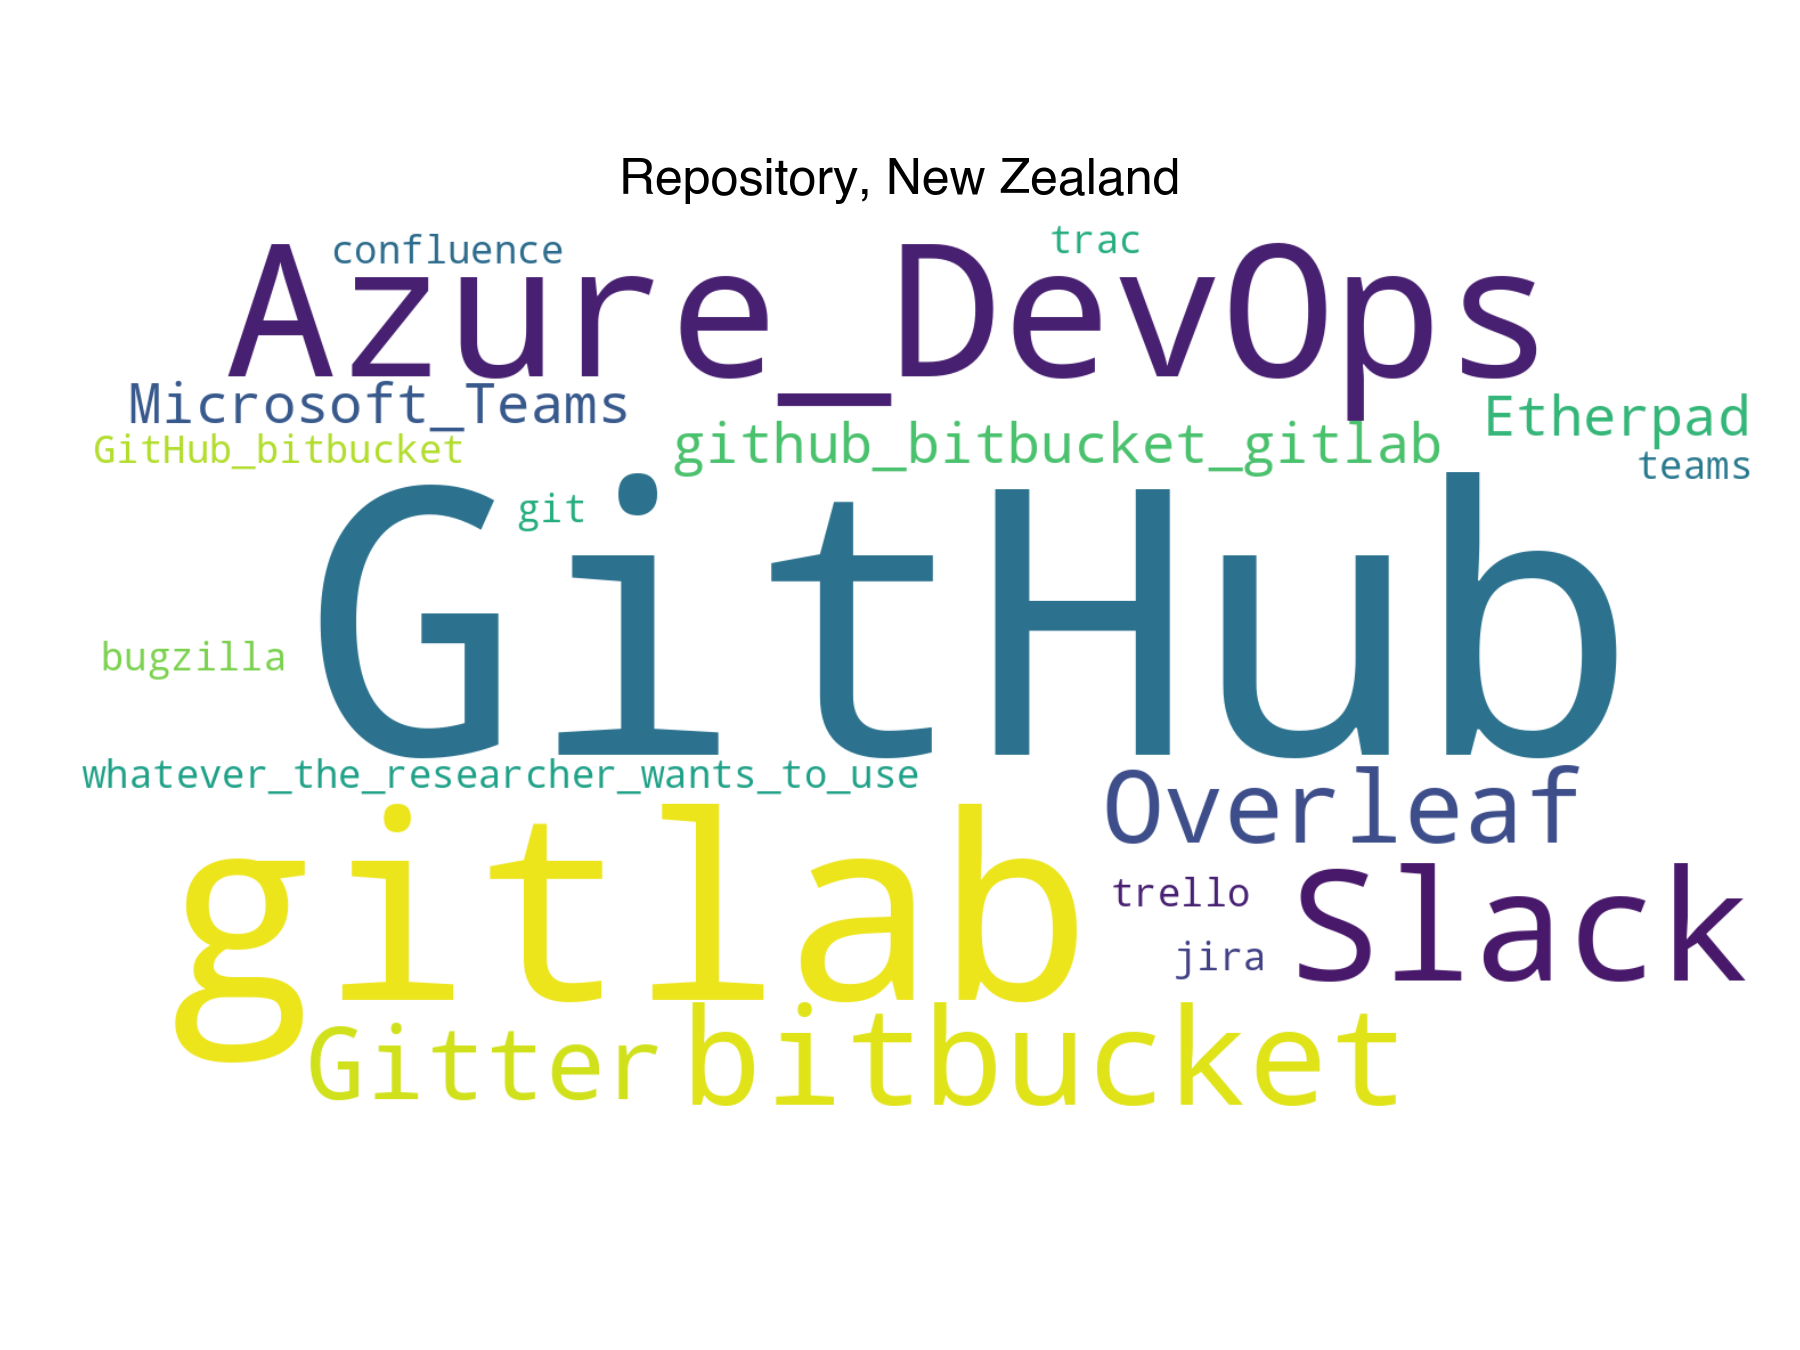 Repository, New Zealand
confluence
trac
Azure_DevOps
Microsoft_Teams
Etherpad
github_bitbucket_gitlab
GitHub_bitbucket
teams
git
GitHub
bugzilla
whatever_the_researcher_wants_to_use
Overleaf
gitlab
trello
Slack
jira
Gitter
bitbucket